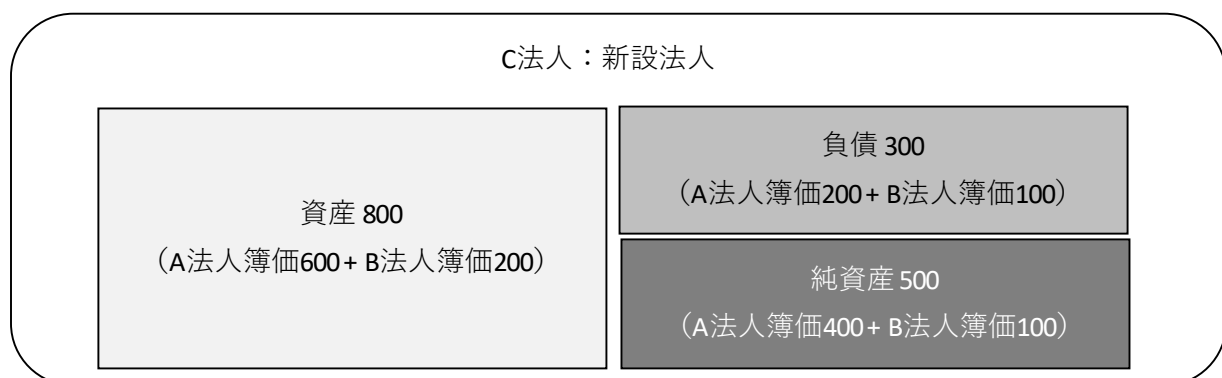 C法人：新設法人
資産 800
（A法人簿価600 + B法人簿価200）
負債 300
（A法人簿価200 + B法人簿価100）
純資産 500
（A法人簿価400 + B法人簿価100）